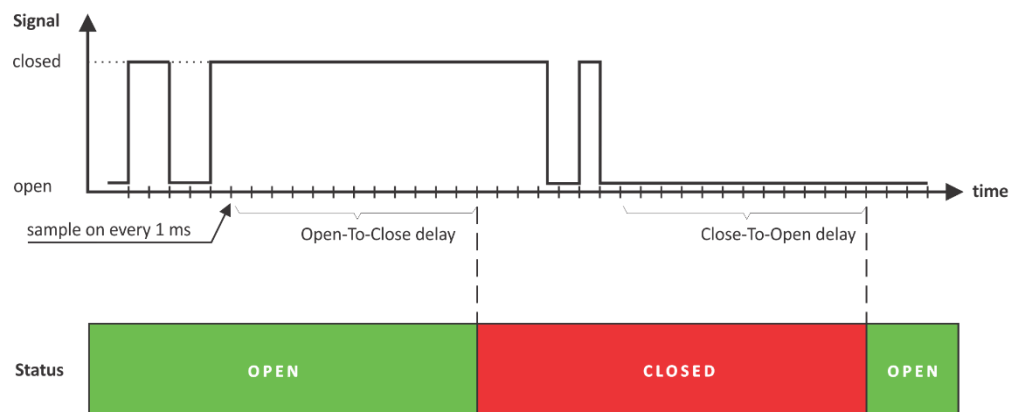 Signal
closed
open
time
sample on every 1 ms
Open-To-Close delay
Close-To-Open delay
Status
OPEN
CLOSED
OPEN